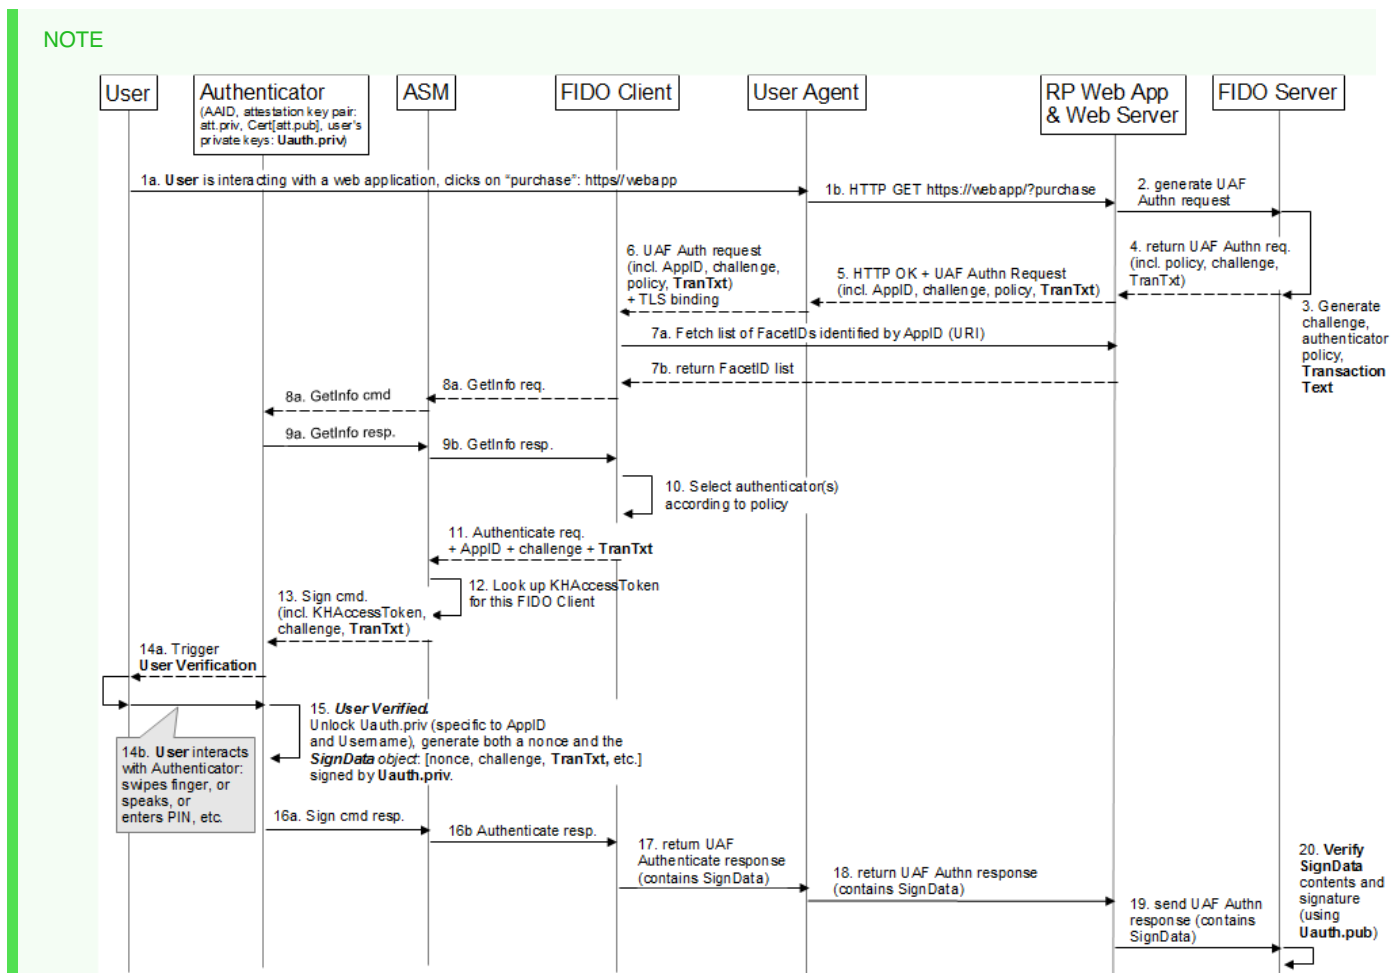 NOTE
User
Authenticator
(AAID, attestation key pair:
att.priv, Cert[att.pub], user's
private keys: Uauth.priv)
ASM
FIDO Client
User Agent
RP Web App
& Web Server
FIDO Server
1a. User is interacting with a web application, clicks on “purchase”: https//webapp
1b. HTTP GET https://webapp/?purchase
2. generate UAF
Authn request
3. Generate
challenge,
authenticator
policy,
Transaction
Text
4. return UAF Authn req.
(incl. policy, challenge,
TranTxt)
5. HTTP OK + UAF Authn Request
(incl. AppID, challenge, policy, TranTxt)
6. UAF Auth request
(incl. AppID, challenge,
policy, TranTxt)
+ TLS binding
7a. Fetch list of FacetIDs identified by AppID (URI)
7b. return FacetID list
8a. GetInfo req.
8a. GetInfo cmd
9a. GetInfo resp.
9b. GetInfo resp.
10. Select authenticator(s)
according to policy
11. Authenticate req.
+ AppID + challenge + TranTxt
12. Look up KHAccessToken
for this FIDO Client
13. Sign cmd.
(incl. KHAccessToken,
challenge, TranTxt)
14a. Trigger
User Verification
14b. User interacts
with Authenticator:
swipes finger, or
speaks, or
enters PIN, etc.
15. User Verified.
Unlock Uauth.priv (specific to AppID
and Username), generate both a nonce and the
SignData object: [nonce, challenge, TranTxt, etc.]
signed by Uauth.priv.
16a. Sign cmd resp.
16b Authenticate resp.
17. return UAF
Authenticate response
(contains SignData)
18. return UAF Authn response
(contains SignData)
19. send UAF Authn
response (contains
SignData)
20. Verify
SignData
contents and
signature
(using
Uauth.pub)